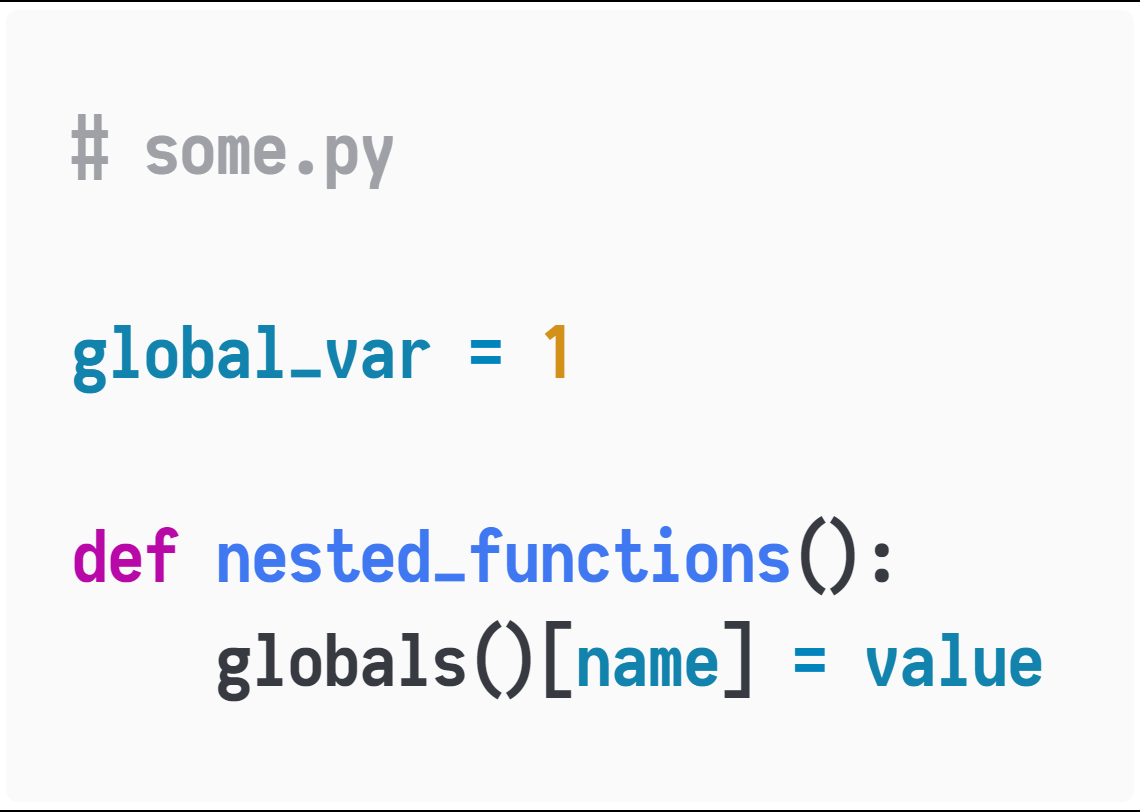 # some.py
global_var = 1
def nested_functions():
    globals()[name] = value